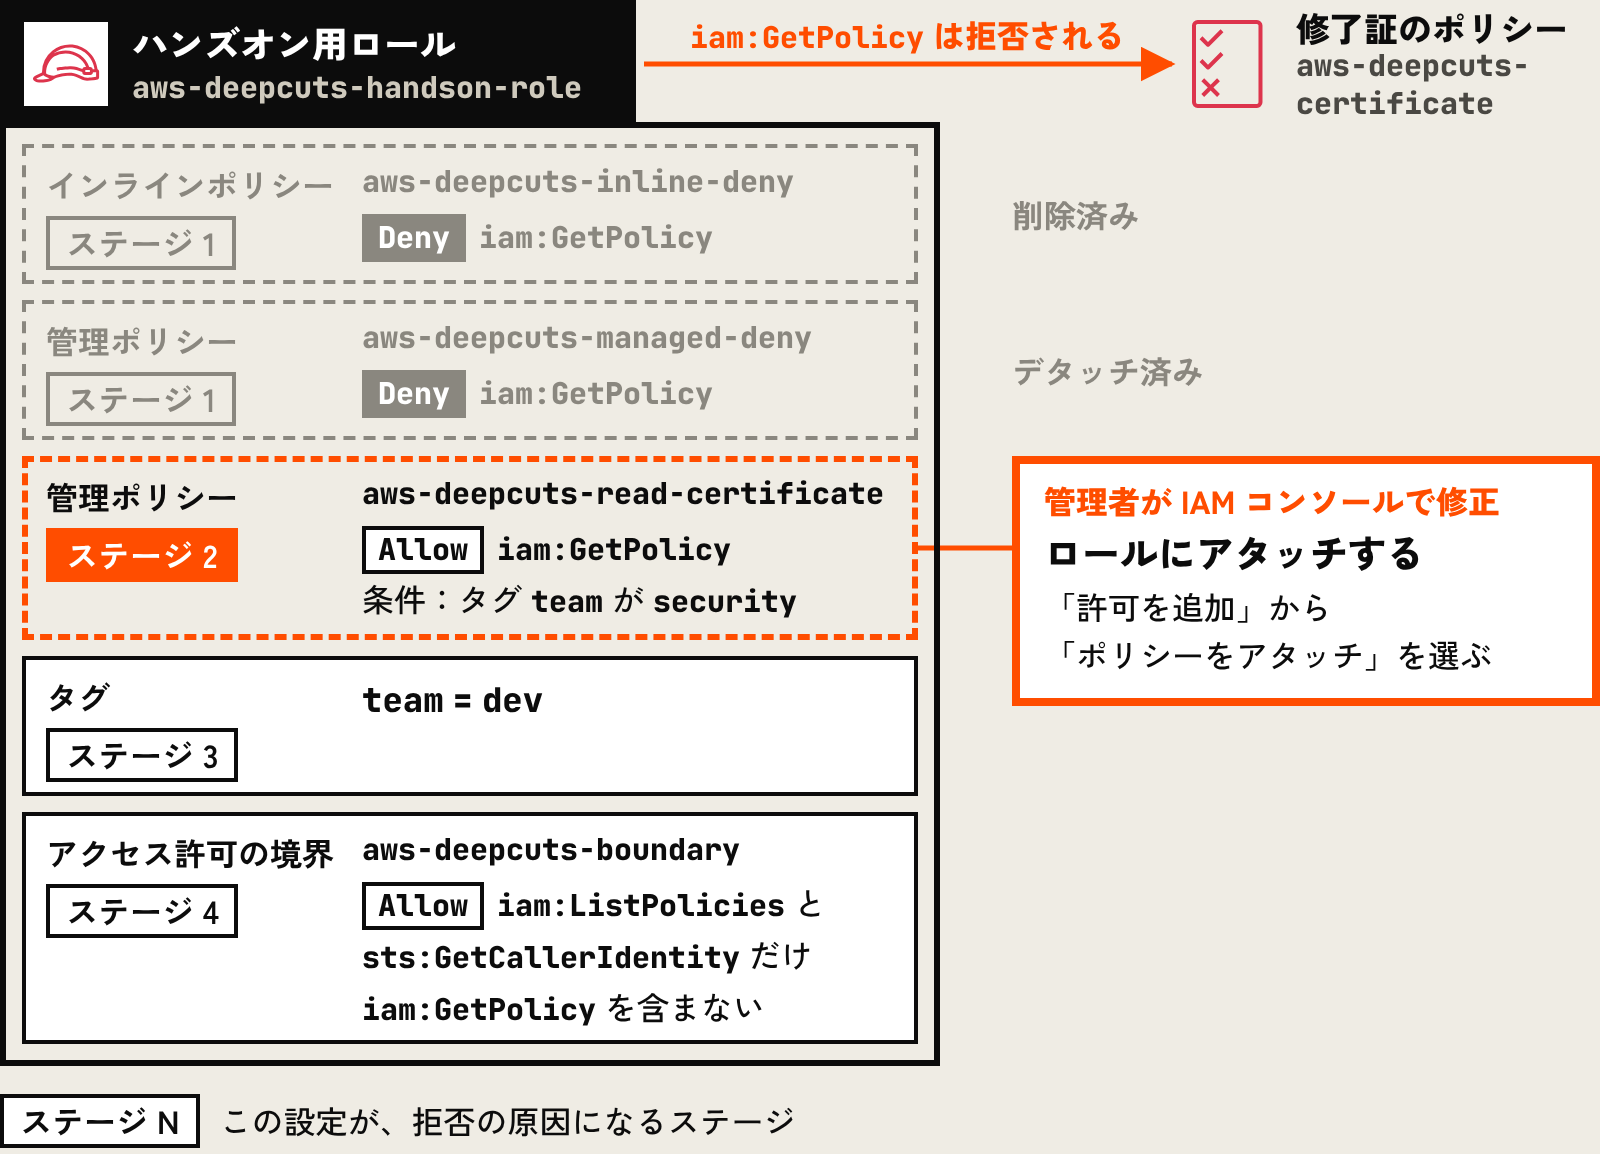 ハンズオン用ロール
aws-deepcuts-handson-role
iam:GetPolicy は拒否される
修了証のポリシー
aws-deepcuts-
certificate
インラインポリシー
ステージ 1
aws-deepcuts-inline-deny
Deny iam:GetPolicy
削除済み
管理ポリシー
ステージ 1
aws-deepcuts-managed-deny
Deny iam:GetPolicy
デタッチ済み
管理ポリシー
ステージ 2
aws-deepcuts-read-certificate
Allow iam:GetPolicy
条件：タグ team が security
管理者が IAM コンソールで修正
ロールにアタッチする
「許可を追加」から
「ポリシーをアタッチ」を選ぶ
タグ
ステージ 3
team = dev
アクセス許可の境界
ステージ 4
aws-deepcuts-boundary
Allow iam:ListPolicies と
sts:GetCallerIdentity だけ
iam:GetPolicy を含まない
ステージ N この設定が、拒否の原因になるステージ